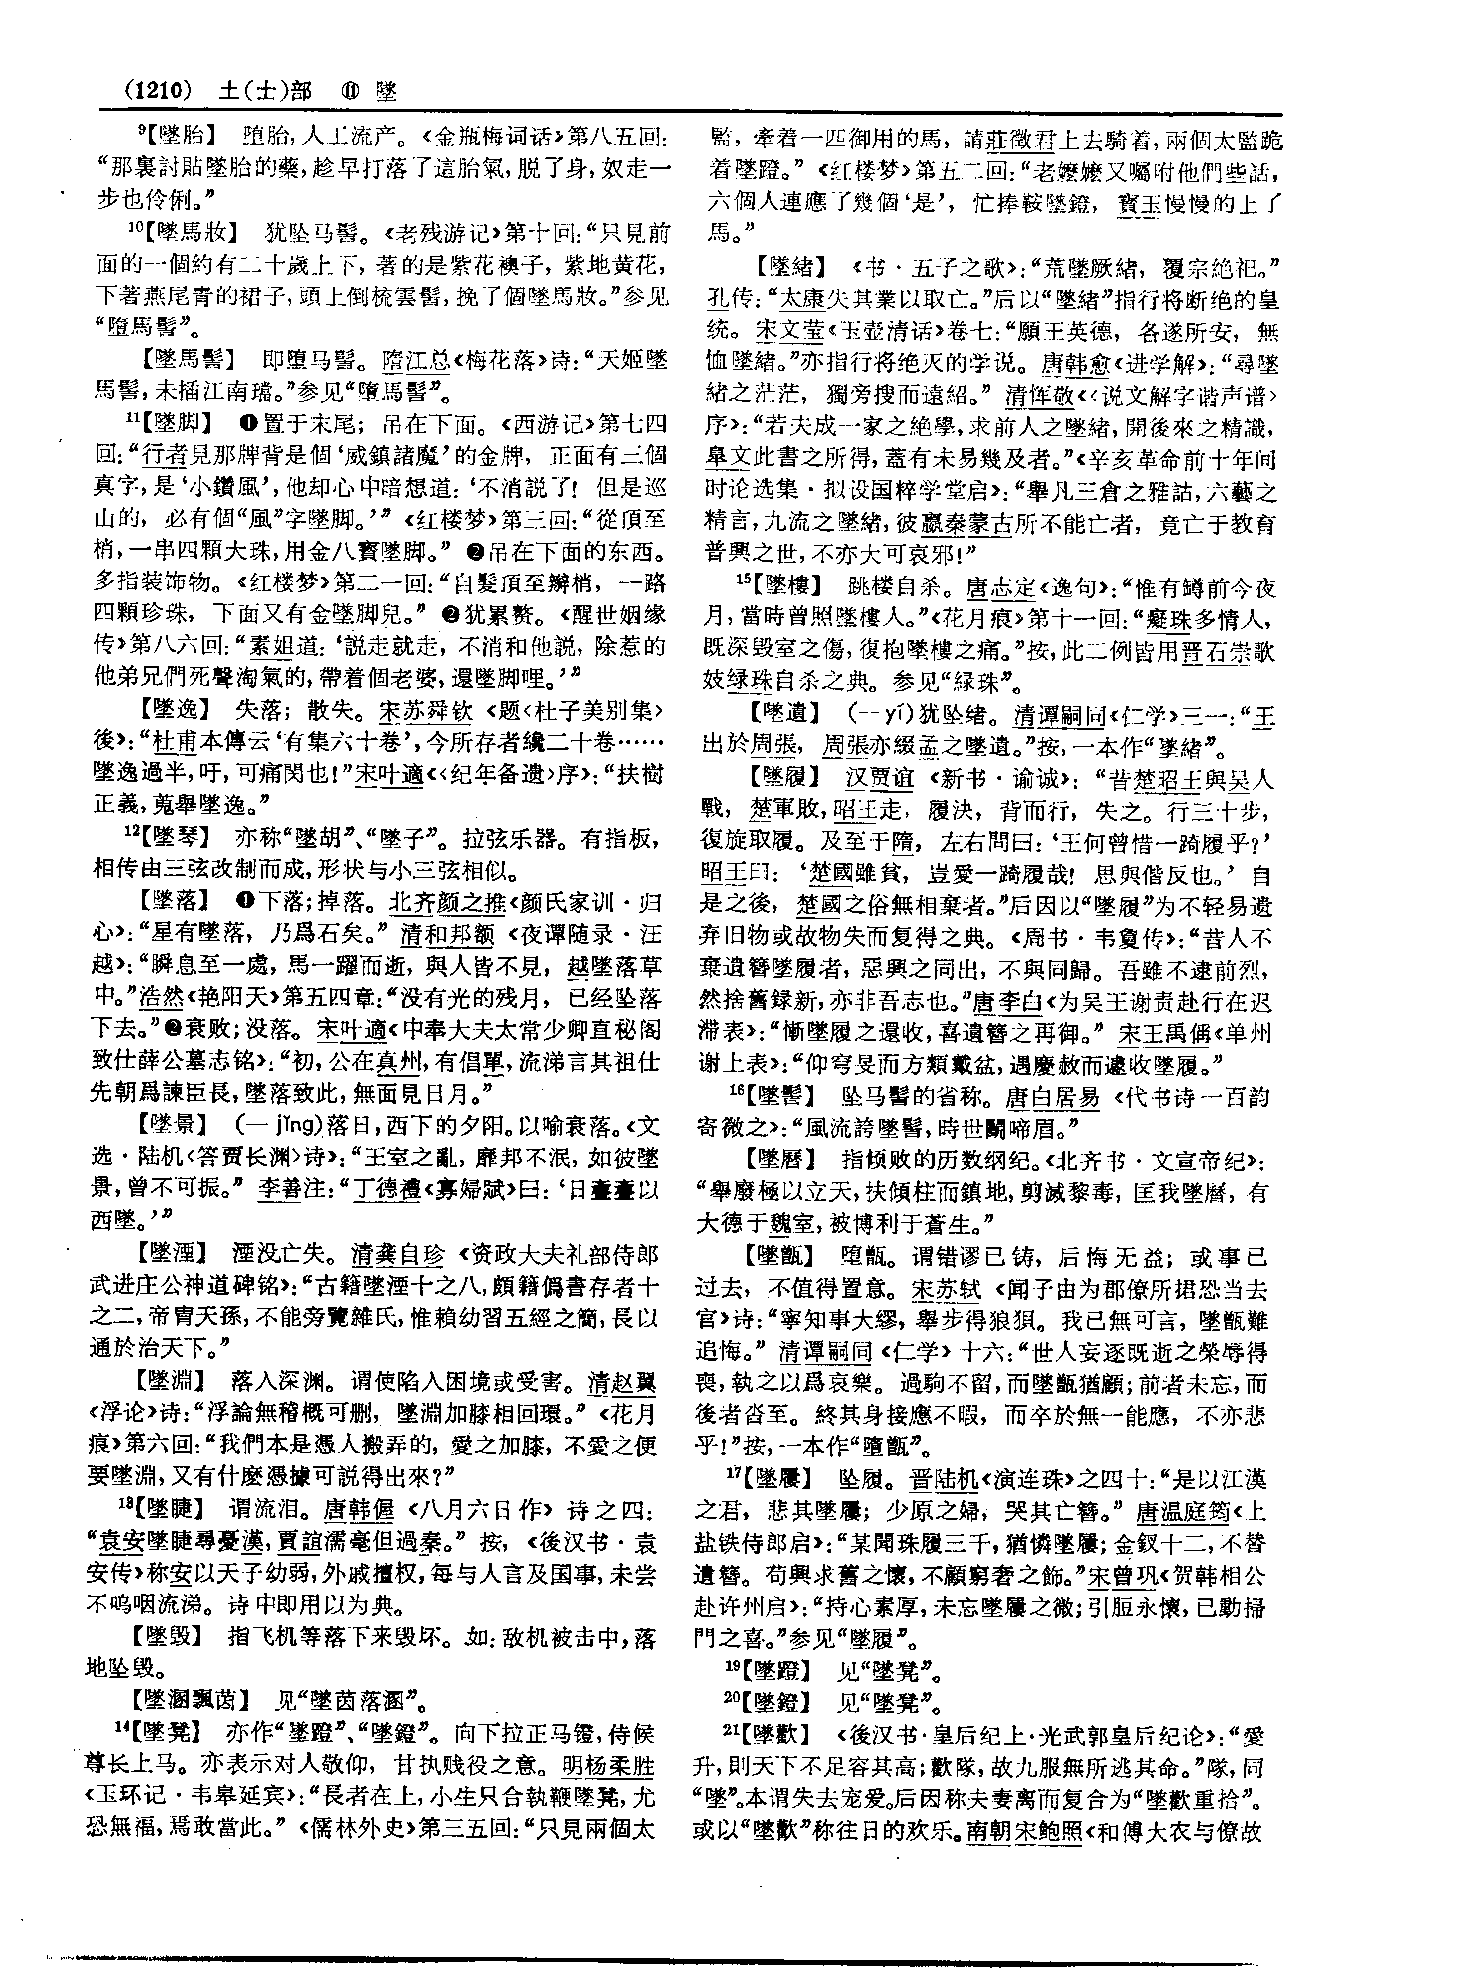 (1210)　土(士)部　⑪　墜
⁹【墜胎】　堕胎,人工流产。《金瓶梅词话》第八五回:
“那裏討貼墜胎的藥,趁早打落了這胎氣,脱了身,奴走一
步也伶俐。”
¹⁰【墜馬妝】　犹坠马髻。《老残游记》第十回:“只見前
面的一個約有二十歲上下,著的是紫花襖子,紫地黄花,
下著燕尾青的裙子,頭上倒梳雲髻,挽了個墜馬妝。”参见
“墮馬髻”。
【墜馬髻】　即堕马髻。隋江总《梅花落》诗:“天姬墜
馬髻,未插江南璫。”参见“墮馬髻”。
¹¹【墜脚】　❶置于末尾；吊在下面。《西游记》第七四
回:“行者見那牌背是個‘威鎮諸魔’的金牌,正面有三個
真字,是‘小鑽風’,他却心中暗想道:‘不消説了!但是巡
山的,必有個“風”字墜脚。’”《红楼梦》第三回:“從頂至
梢,一串四顆大珠,用金八寳墜脚。”❷吊在下面的东西。
多指装饰物。《红楼梦》第二一回:“自髮頂至辮梢,一路
四顆珍珠,下面又有金墜脚兒。”❷犹累赘。《醒世姻缘
传》第八六回:“素姐道:‘説走就走,不消和他説,除惹的
他弟兄們死聲淘氣的,帶着個老婆,還墜脚哩。’”
【墜逸】　失落；散失。宋苏舜钦《题〈杜子美别集〉
後》:“杜甫本傳云‘有集六十卷’,今所存者纔二十卷……
墜逸過半,吁,可痛閔也!”宋叶適《〈纪年备遗〉序》:“扶樹
正義,蒐舉墜逸。”
¹²【墜琴】　亦称“墜胡”、“墜子”。拉弦乐器。有指板,
相传由三弦改制而成,形状与小三弦相似。
【墜落】　❶下落;掉落。北齐颜之推《颜氏家训·归
心》:“星有墜落,乃爲石矣。”清和邦额《夜谭随录·汪
越》:“瞬息至一處,馬一躍而逝,與人皆不見,越墜落草
中。”浩然《艳阳天》第五四章:“没有光的残月,已经坠落
下去。”❷衰败;没落。宋叶適《中奉大夫太常少卿直秘阁
致仕薛公墓志铭》:“初,公在真州,有倡單,流涕言其祖仕
先朝爲諫臣長,墜落致此,無面見日月。”
【墜景】　(一 jǐng)落日,西下的夕阳。以喻衰落。《文
选·陆机〈答贾长渊〉诗》:“王室之亂,靡邦不泯,如彼墜
景,曾不可振。”李善注:“丁德禮《寡婦賦》曰:‘日亹亹以
西墜。’”
【墜湮】　湮没亡失。清龚自珍《资政大夫礼部侍郎
武进庄公神道碑铭》:“古籍墜湮十之八,頗籍僞書存者十
之二,帝胄天孫,不能旁覽雜氏,惟賴幼習五經之簡,長以
通於治天下。”
【墜淵】　落入深渊。谓使陷入困境或受害。清赵翼
《浮论》诗:“浮論無稽概可删,墜淵加膝相回環。”《花月
痕》第六回:“我們本是憑人搬弄的,愛之加膝,不愛之便
要墜淵,又有什麽憑據可説得出來?”
¹³【墜睫】　谓流泪。唐韩偓《八月六日作》诗之四:
“袁安墜睫尋憂漢,賈誼濡毫但過秦。”按,《後汉书·袁
安传》称安以天子幼弱,外戚擅权,每与人言及国事,未尝
不呜咽流涕。诗中即用以为典。
【墜毁】　指飞机等落下来毁坏。如:敌机被击中,落
地坠毁。
【墜溷飄茵】　见“墜茵落溷”。
¹⁴【墜凳】　亦作“墜蹬”、“墜鐙”。向下拉正马镫,侍候
尊长上马。亦表示对人敬仰,甘执贱役之意。明杨柔胜
《玉环记·韦皋延宾》:“長者在上,小生只合執鞭墜凳,尤
恐無福,焉敢當此。”《儒林外史》第三五回:“只見兩個太
監,牽着一匹御用的馬,請莊徵君上去騎着,兩個太監跪
着墜蹬。”《红楼梦》第五二回:“老嬷嬷又囑咐他們些話,
六個人連應了幾個‘是’,忙捧鞍墜鐙,寶玉慢慢的上了
馬。”
【墜緒】　《书·五子之歌》:“荒墜厥緒,覆宗絶祀。”
孔传:“太康失其業以取亡。”后以“墜緒”指行将断绝的皇
统。宋文莹《玉壶清话》卷七:“願王英德,各遂所安,無
恤墜緒。”亦指行将绝灭的学说。唐韩愈《进学解》:“尋墜
緒之茫茫,獨旁搜而遠紹。”清恽敬《〈说文解字谐声谱〉
序》:“若夫成一家之絶學,求前人之墜緒,開後來之精識,
皋文此書之所得,蓋有未易幾及者。”《辛亥革命前十年间
时论选集·拟设国粹学堂启》:“舉凡三倉之雅詁,六藝之
精言,九流之墜緒,彼嬴秦蒙古所不能亡者,竟亡于教育
普興之世,不亦大可哀邪!”
¹⁵【墜樓】　跳楼自杀。唐志定《逸句》:“惟有罇前今夜
月,當時曾照墜樓人。”《花月痕》第十一回:“癡珠多情人,
既深毁室之傷,復抱墜樓之痛。”按,此二例皆用晋石崇歌
妓绿珠自杀之典。参见“緑珠”。
【墜遺】　(一 yí)犹坠绪。清谭嗣同《仁学》三一:“王
出於周張,周張亦綴孟之墜遺。”按,一本作“墜緒”。
【墜履】　汉贾谊《新书·谕诚》:“昔楚昭王與吴人
戰,楚軍敗,昭王走,履決,背而行,失之。行三十步,
復旋取履。及至于隋,左右問曰:‘王何曾惜一踦履乎?’
昭王曰:‘楚國雖貧,豈愛一踦履哉!思與偕反也。’自
是之後,楚國之俗無相棄者。”后因以“墜履”为不轻易遗
弃旧物或故物失而复得之典。《周书·韦敻传》:“昔人不
棄遺簪墜履者,惡與之同出,不與同歸。吾雖不逮前烈,
然捨舊録新,亦非吾志也。”唐李白《为吴王谢责赴行在迟
滞表》:“慚墜履之還收,喜遺簪之再御。”宋王禹偁《单州
谢上表》:“仰穹旻而方類戴盆,遇慶赦而遽收墜履。”
¹⁶【墜髻】　坠马髻的省称。唐白居易《代书诗一百韵
寄微之》:“風流誇墜髻,時世鬭啼眉。”
【墜曆】　指倾败的历数纲纪。《北齐书·文宣帝纪》:
“舉廢極以立天,扶傾柱而鎮地,剪滅黎毒,匡我墜曆,有
大德于魏室,被博利于蒼生。”
【墜甑】　堕甑。谓错谬已铸,后悔无益；或事已
过去,不值得置意。宋苏轼《闻子由为郡僚所捃恐当去
官》诗:“寧知事大繆,舉步得狼狽。我已無可言,墜甑難
追悔。”清谭嗣同《仁学》十六:“世人妄逐既逝之榮辱得
喪,執之以爲哀樂。過駒不留,而墜甑猶顧;前者未忘,而
後者沓至。終其身接應不暇,而卒於無一能應,不亦悲
乎!”按,一本作“墮甑”。
¹⁷【墜屨】　坠履。晋陆机《演连珠》之四十:“是以江漢
之君,悲其墜屨；少原之婦,哭其亡簪。”唐温庭筠《上
盐铁侍郎启》:“某聞珠履三千,猶憐墜屨;金釵十二,不替
遺簪。苟興求舊之懷,不顧窮奢之飾。”宋曾巩《贺韩相公
赴许州启》:“持心素厚,未忘墜屨之微;引脰永懷,已勤掃
門之喜。”参见“墜履”。
¹⁹【墜蹬】　见“墜凳”。
²⁰【墜鐙】　见“墜凳”。
²¹【墜歡】　《後汉书·皇后纪上·光武郭皇后纪论》:“愛
升,則天下不足容其高;歡隊,故九服無所逃其命。”隊,同
“墜”。本谓失去宠爱。后因称夫妻离而复合为“墜歡重拾”。
或以“墜歡”称往日的欢乐。南朝宋鲍照《和傅大农与僚故